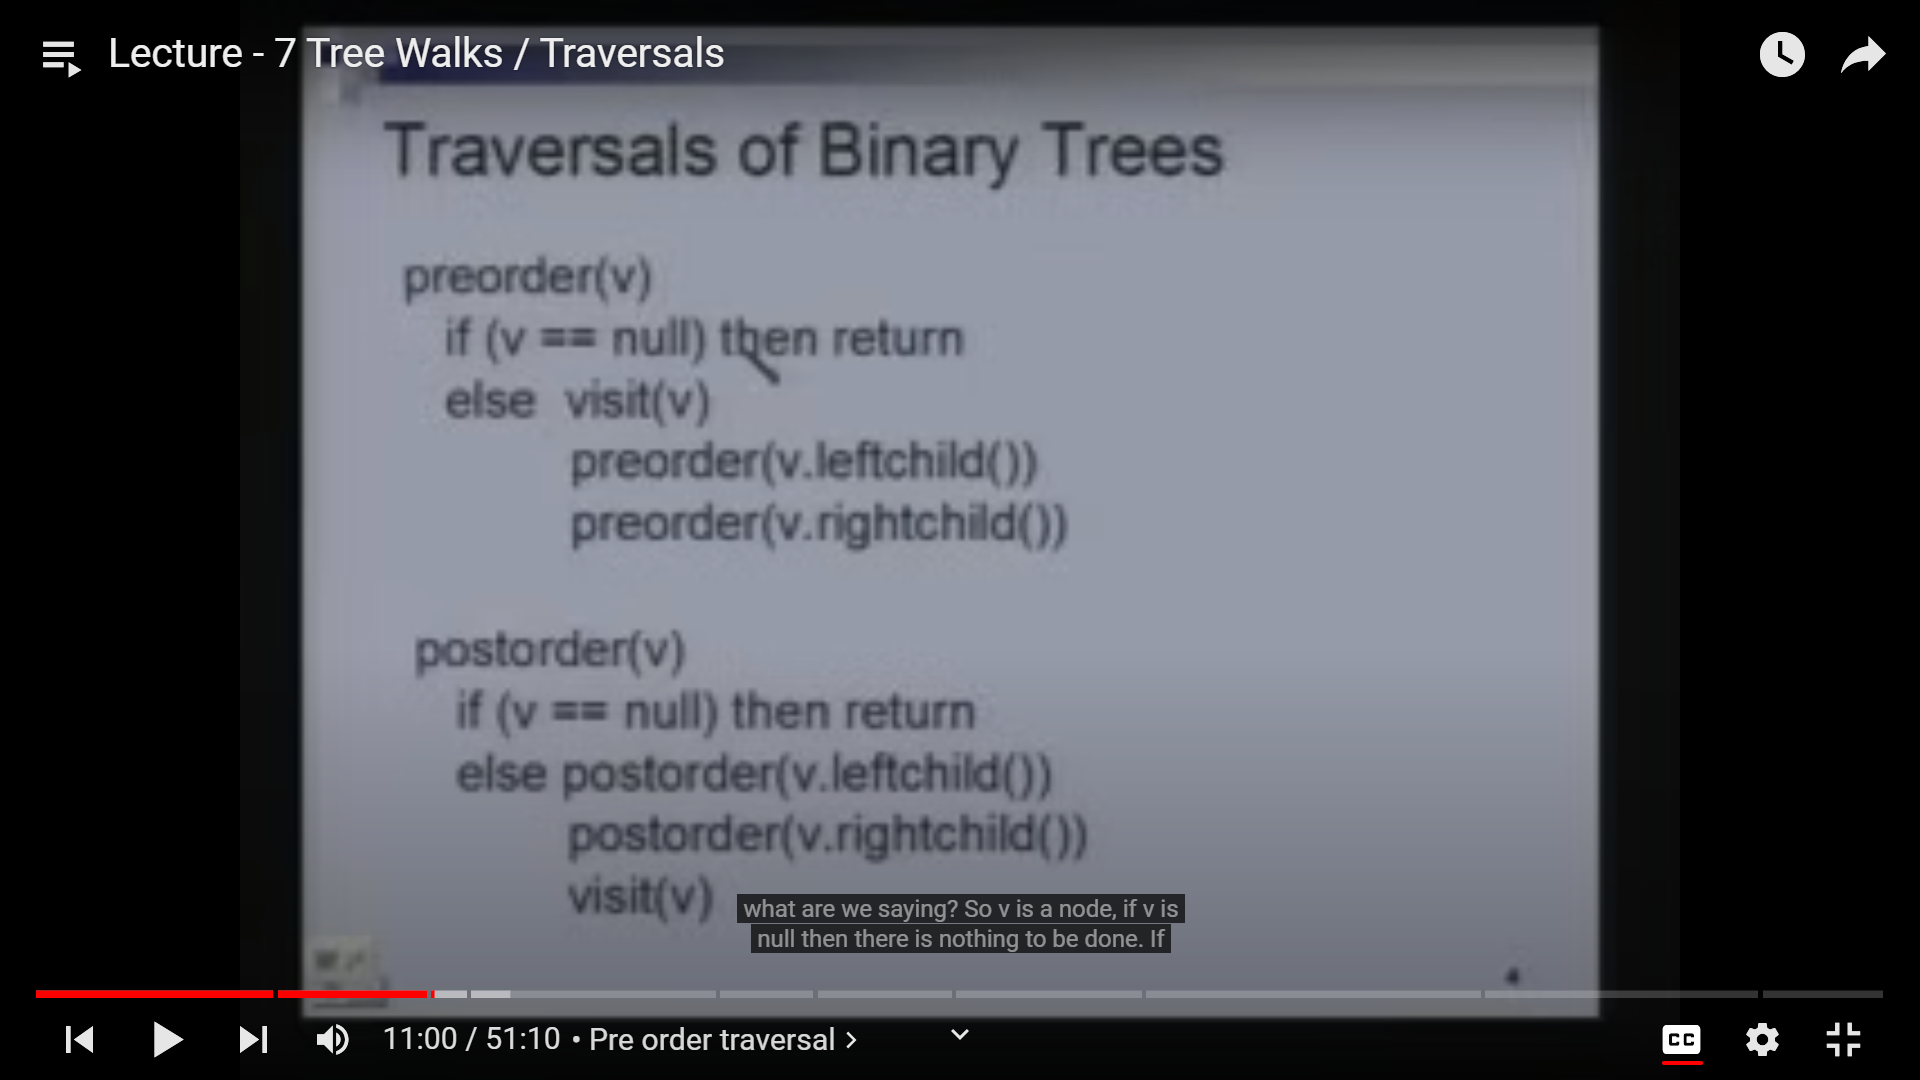 Lecture - 7 Tree Walks / Traversals
Traversals of Binary Trees
preorder(v)
if (v == null) then return
else visit(v)
preorder(v.leftchild())
preorder(v.rightchild())
postorder(v)
if (v == null) then return
else postorder(v.leftchild())
postorder(v.rightchild())
visit(v)
what are we saying? So v is a node, if v is
null then there is nothing to be done. If
4
11:00 / 51:10 • Pre order traversal >
CC